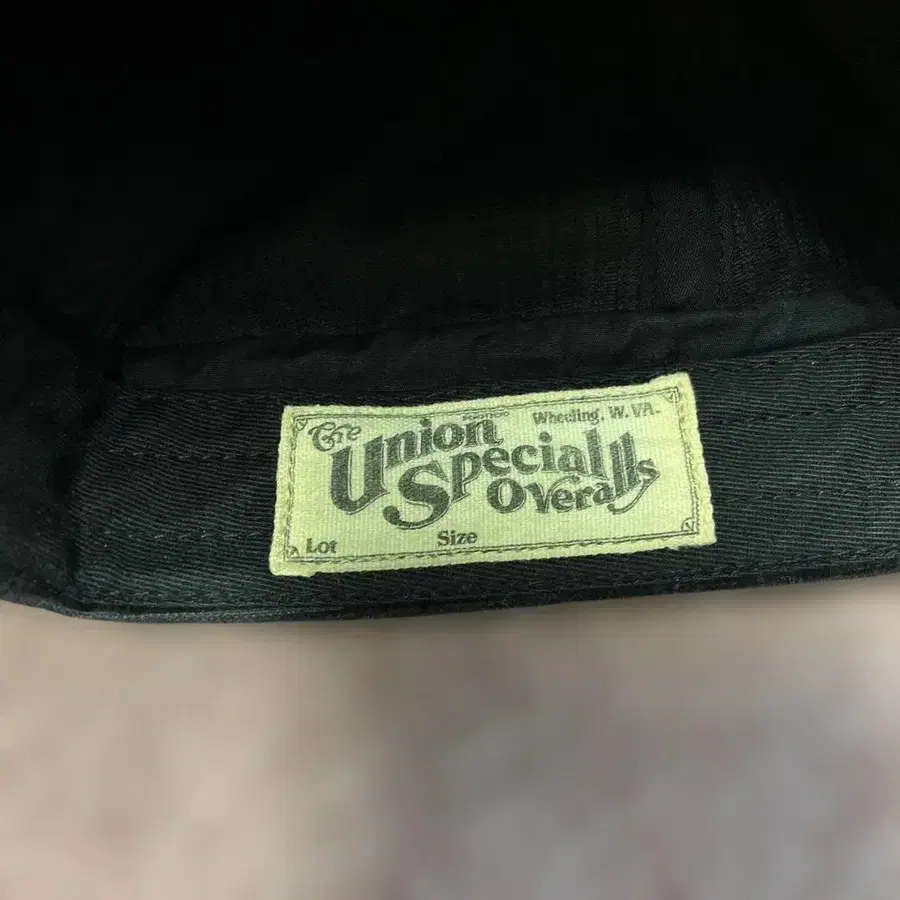 The Wheeling, W. VA.
Union
Special
Overalls
Lot Size